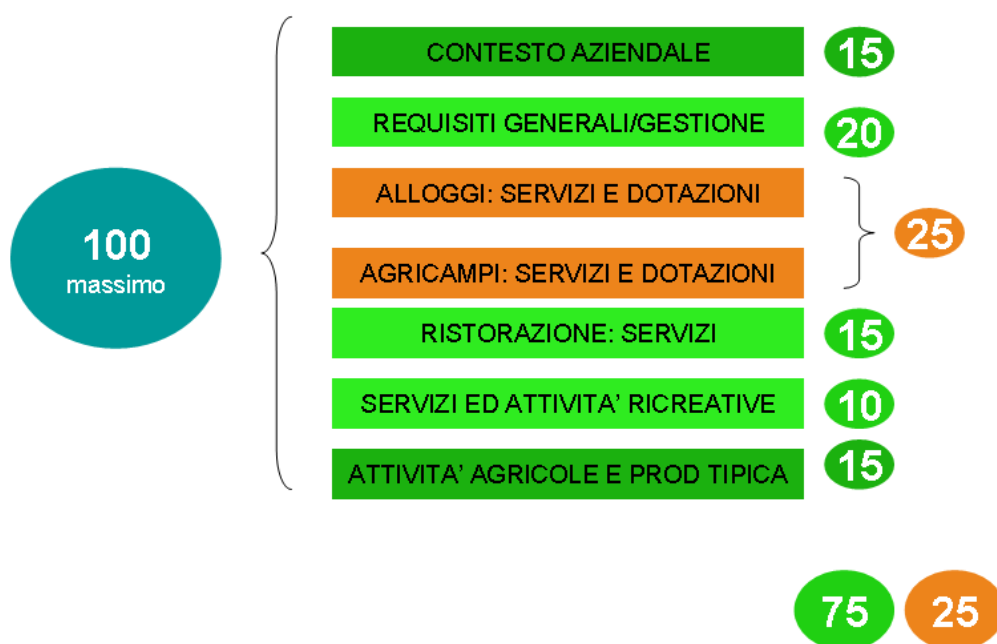 CONTESTO AZIENDALE 15
REQUISITI GENERALI/GESTIONE 20
ALLOGGI: SERVIZI E DOTAZIONI
25
100
massimo
AGRICAMPI: SERVIZI E DOTAZIONI
RISTORAZIONE: SERVIZI 15
SERVIZI ED ATTIVITA' RICREATIVE 10
ATTIVITA' AGRICOLE E PROD TIPICA 15
75 25